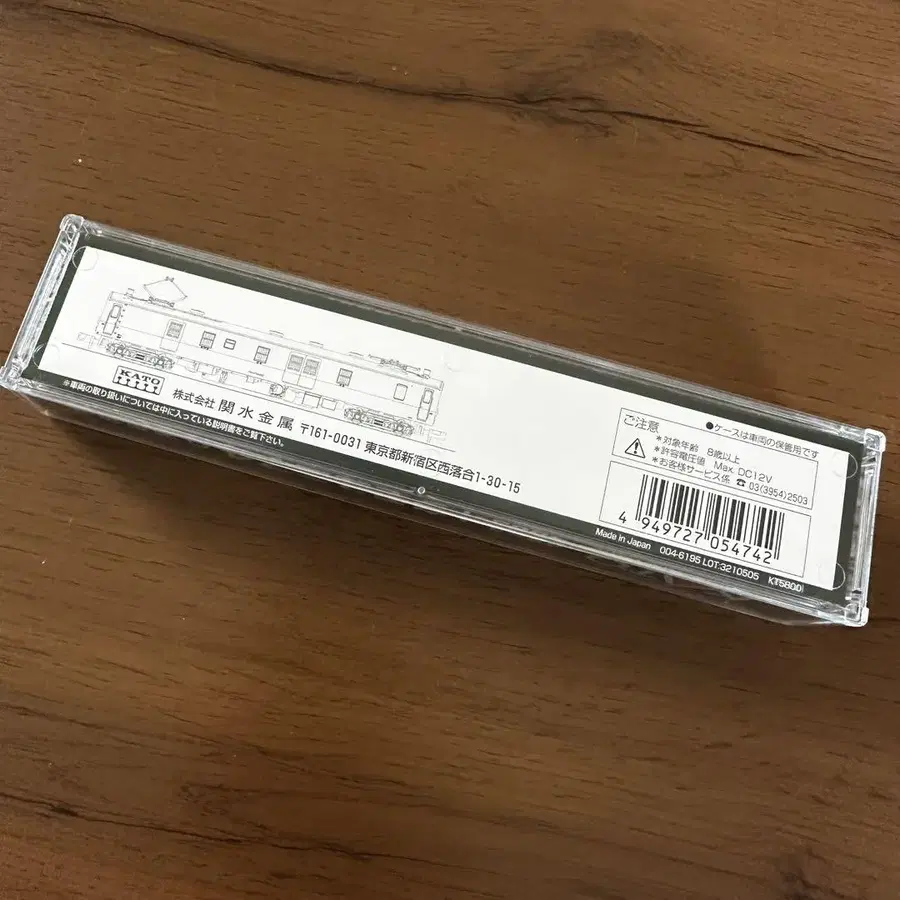 KATO
株式会社 関水金属 〒161-0031 東京都新宿区西落合1-30-15
※車両の取り扱いについては中に入っている説明書をご覧下さい。
ご注意 ●ケースは車両の保管用です
*対象年齢 8歳以上
*許容電圧値 Max. DC12V
*お客様サービス係 ☎ 03(3954)2503
4 949727 054742
Made in Japan 004-6195 LOT:3210505 KT5800